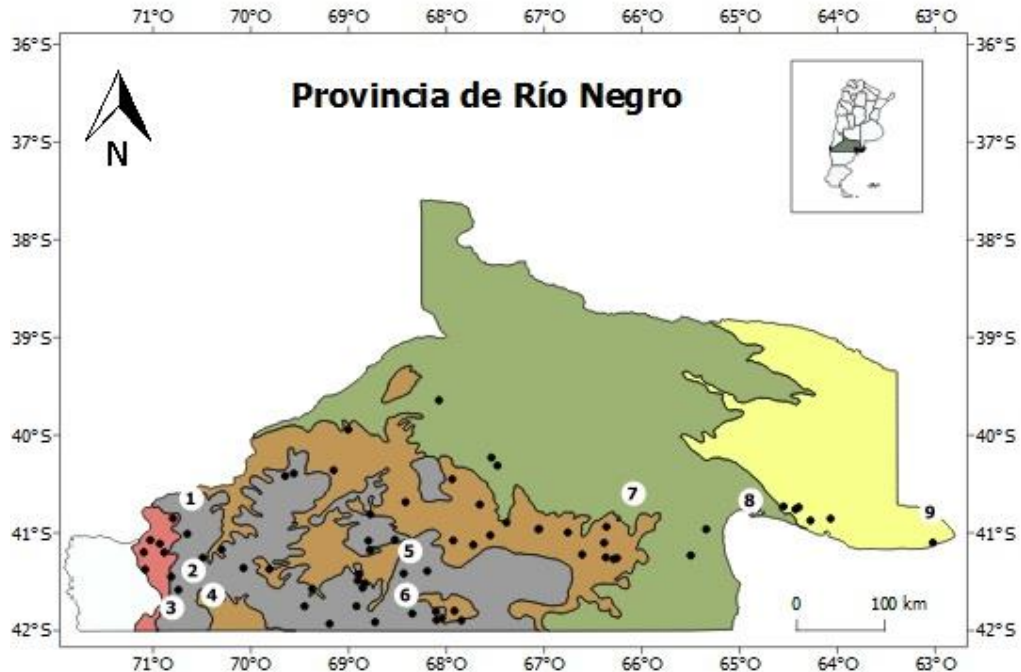 71°O 70°O 69°O 68°O 67°O 66°O 65°O 64°O 63°O
36°S 36°S
Provincia de Río Negro
N
37°S 37°S
38°S 38°S
39°S 39°S
40°S 40°S
1 7 8 9
41°S 41°S
5
2
4 6
3
0 100 km
42°S 42°S
71°O 70°O 69°O 68°O 67°O 66°O 65°O 64°O 63°O